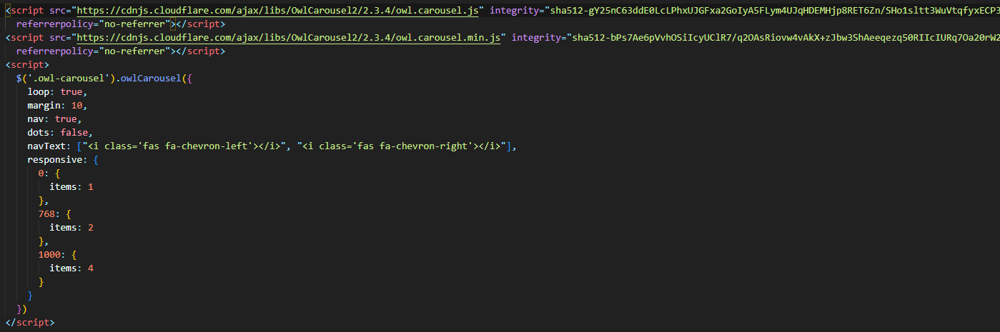 <script src="https://cdnjs.cloudflare.com/ajax/libs/OwlCarousel2/2.3.4/owl.carousel.js" integrity="sha512-gY25nC63ddE0LcLPhxUJGFxa2GoIyA5FLym4UJqHDEMHjp8RET6Zn/SHo1sltt3WuVtqfyxECP3
referrerpolicy="no-referrer"></script>
<script src="https://cdnjs.cloudflare.com/ajax/libs/OwlCarousel2/2.3.4/owl.carousel.min.js" integrity="sha512-bPs7Ae6pVvhOSiIcyUClR7/q2OAsRiovw4vAkX+zJbw3ShAeeqezq50RIIcIURq7Oa20rW2
referrerpolicy="no-referrer"></script>
<script>
$('.owl-carousel').owlCarousel({
loop: true,
margin: 10,
nav: true,
dots: false,
navText: ["<i class='fas fa-chevron-left'></i>", "<i class='fas fa-chevron-right'></i>"],
responsive: {
0: {
items: 1
},
768: {
items: 2
},
1000: {
items: 4
}
}
})
</script>